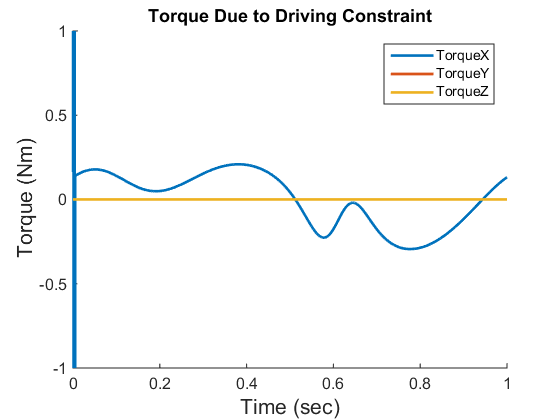 Torque Due to Driving Constraint
TorqueX
TorqueY
TorqueZ
Torque (Nm)
1
0.5
0
-0.5
-1
0 0.2 0.4 0.6 0.8 1
Time (sec)